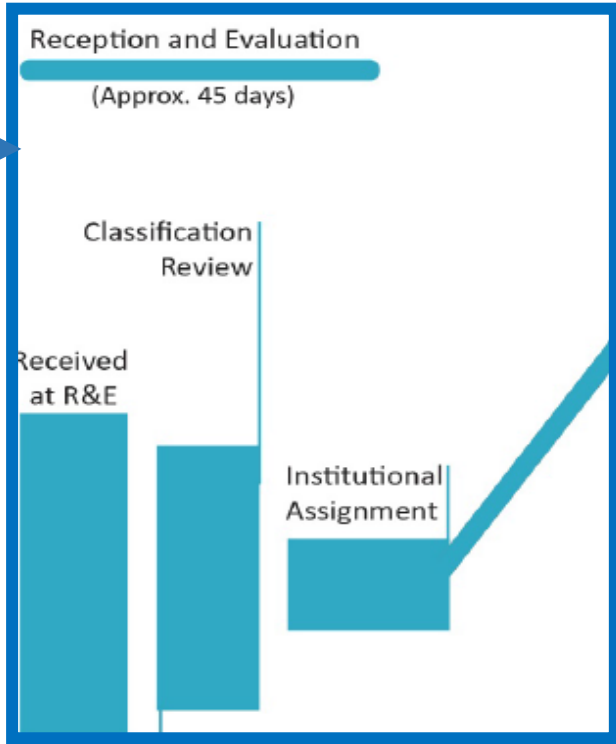 Reception and Evaluation
(Approx. 45 days)
Classification
Review
Received
at R&E
Institutional
Assignment